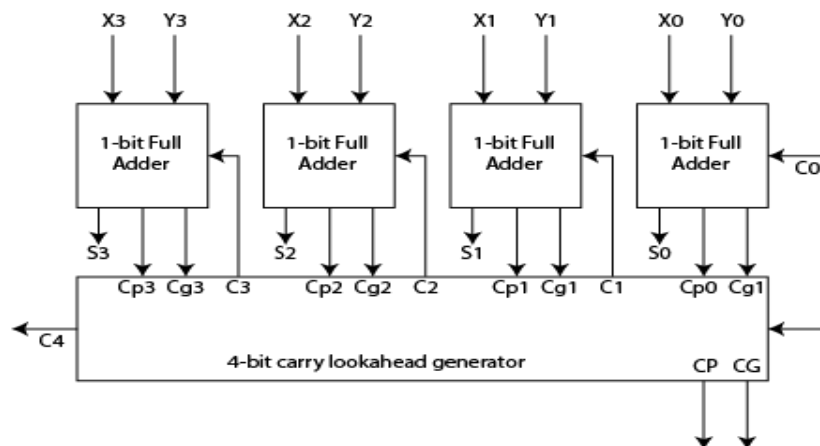 X3 Y3 X2 Y2 X1 Y1 X0 Y0
1-bit Full Adder 1-bit Full Adder 1-bit Full Adder 1-bit Full Adder
C0
S3 S2 S1 S0
Cp3 Cg3 C3 Cp2 Cg2 C2 Cp1 Cg1 C1 Cp0 Cg1
C4
4-bit carry lookahead generator
CP CG